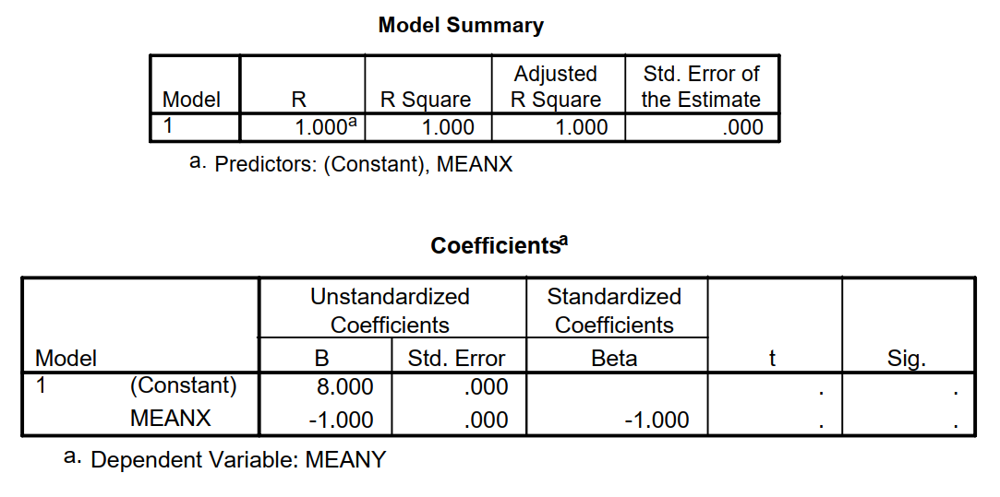 Model Summary
Model R R Square Adjusted R Square Std. Error of the Estimate
1 1.000a 1.000 1.000 .000
a. Predictors: (Constant), MEANX
Coefficientsa
Unstandardized Coefficients Standardized Coefficients
Model B Std. Error Beta t Sig.
1 (Constant) 8.000 .000 . .
MEANX -1.000 .000 -1.000 . .
a. Dependent Variable: MEANY